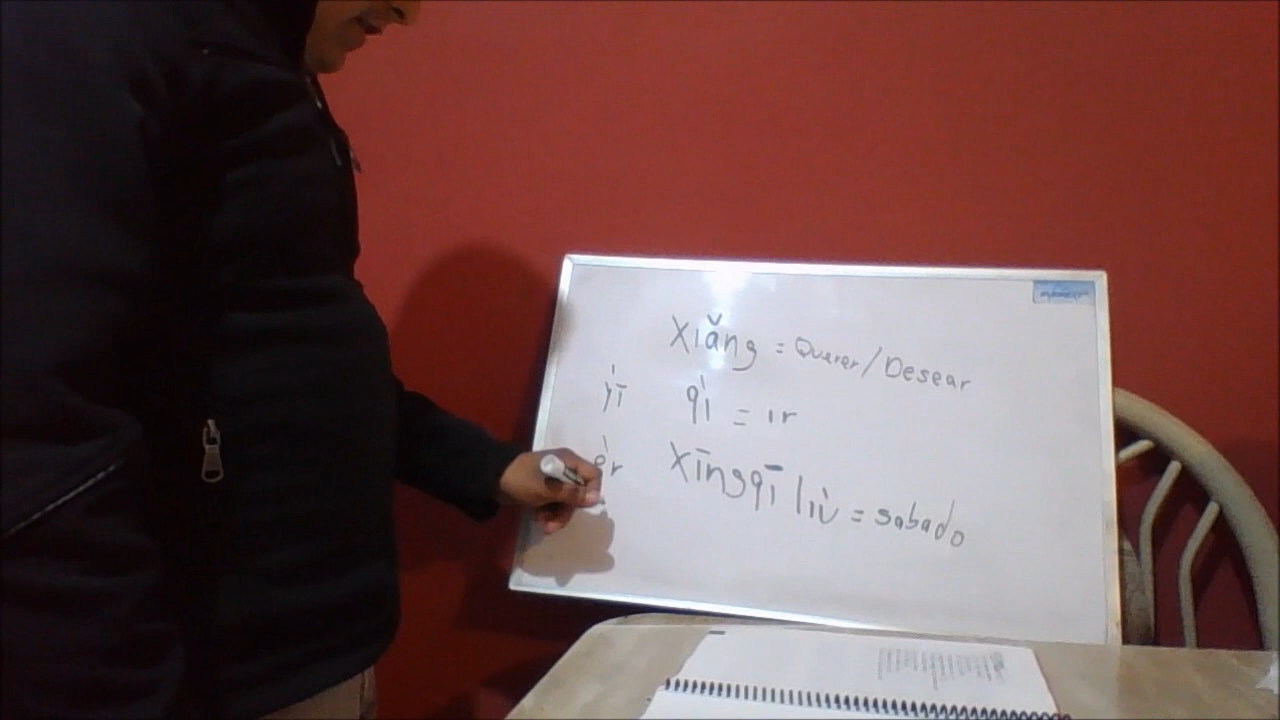 Xiǎng = Querer/Desear
yī qì = ir
èr Xīngqī liù = sabado